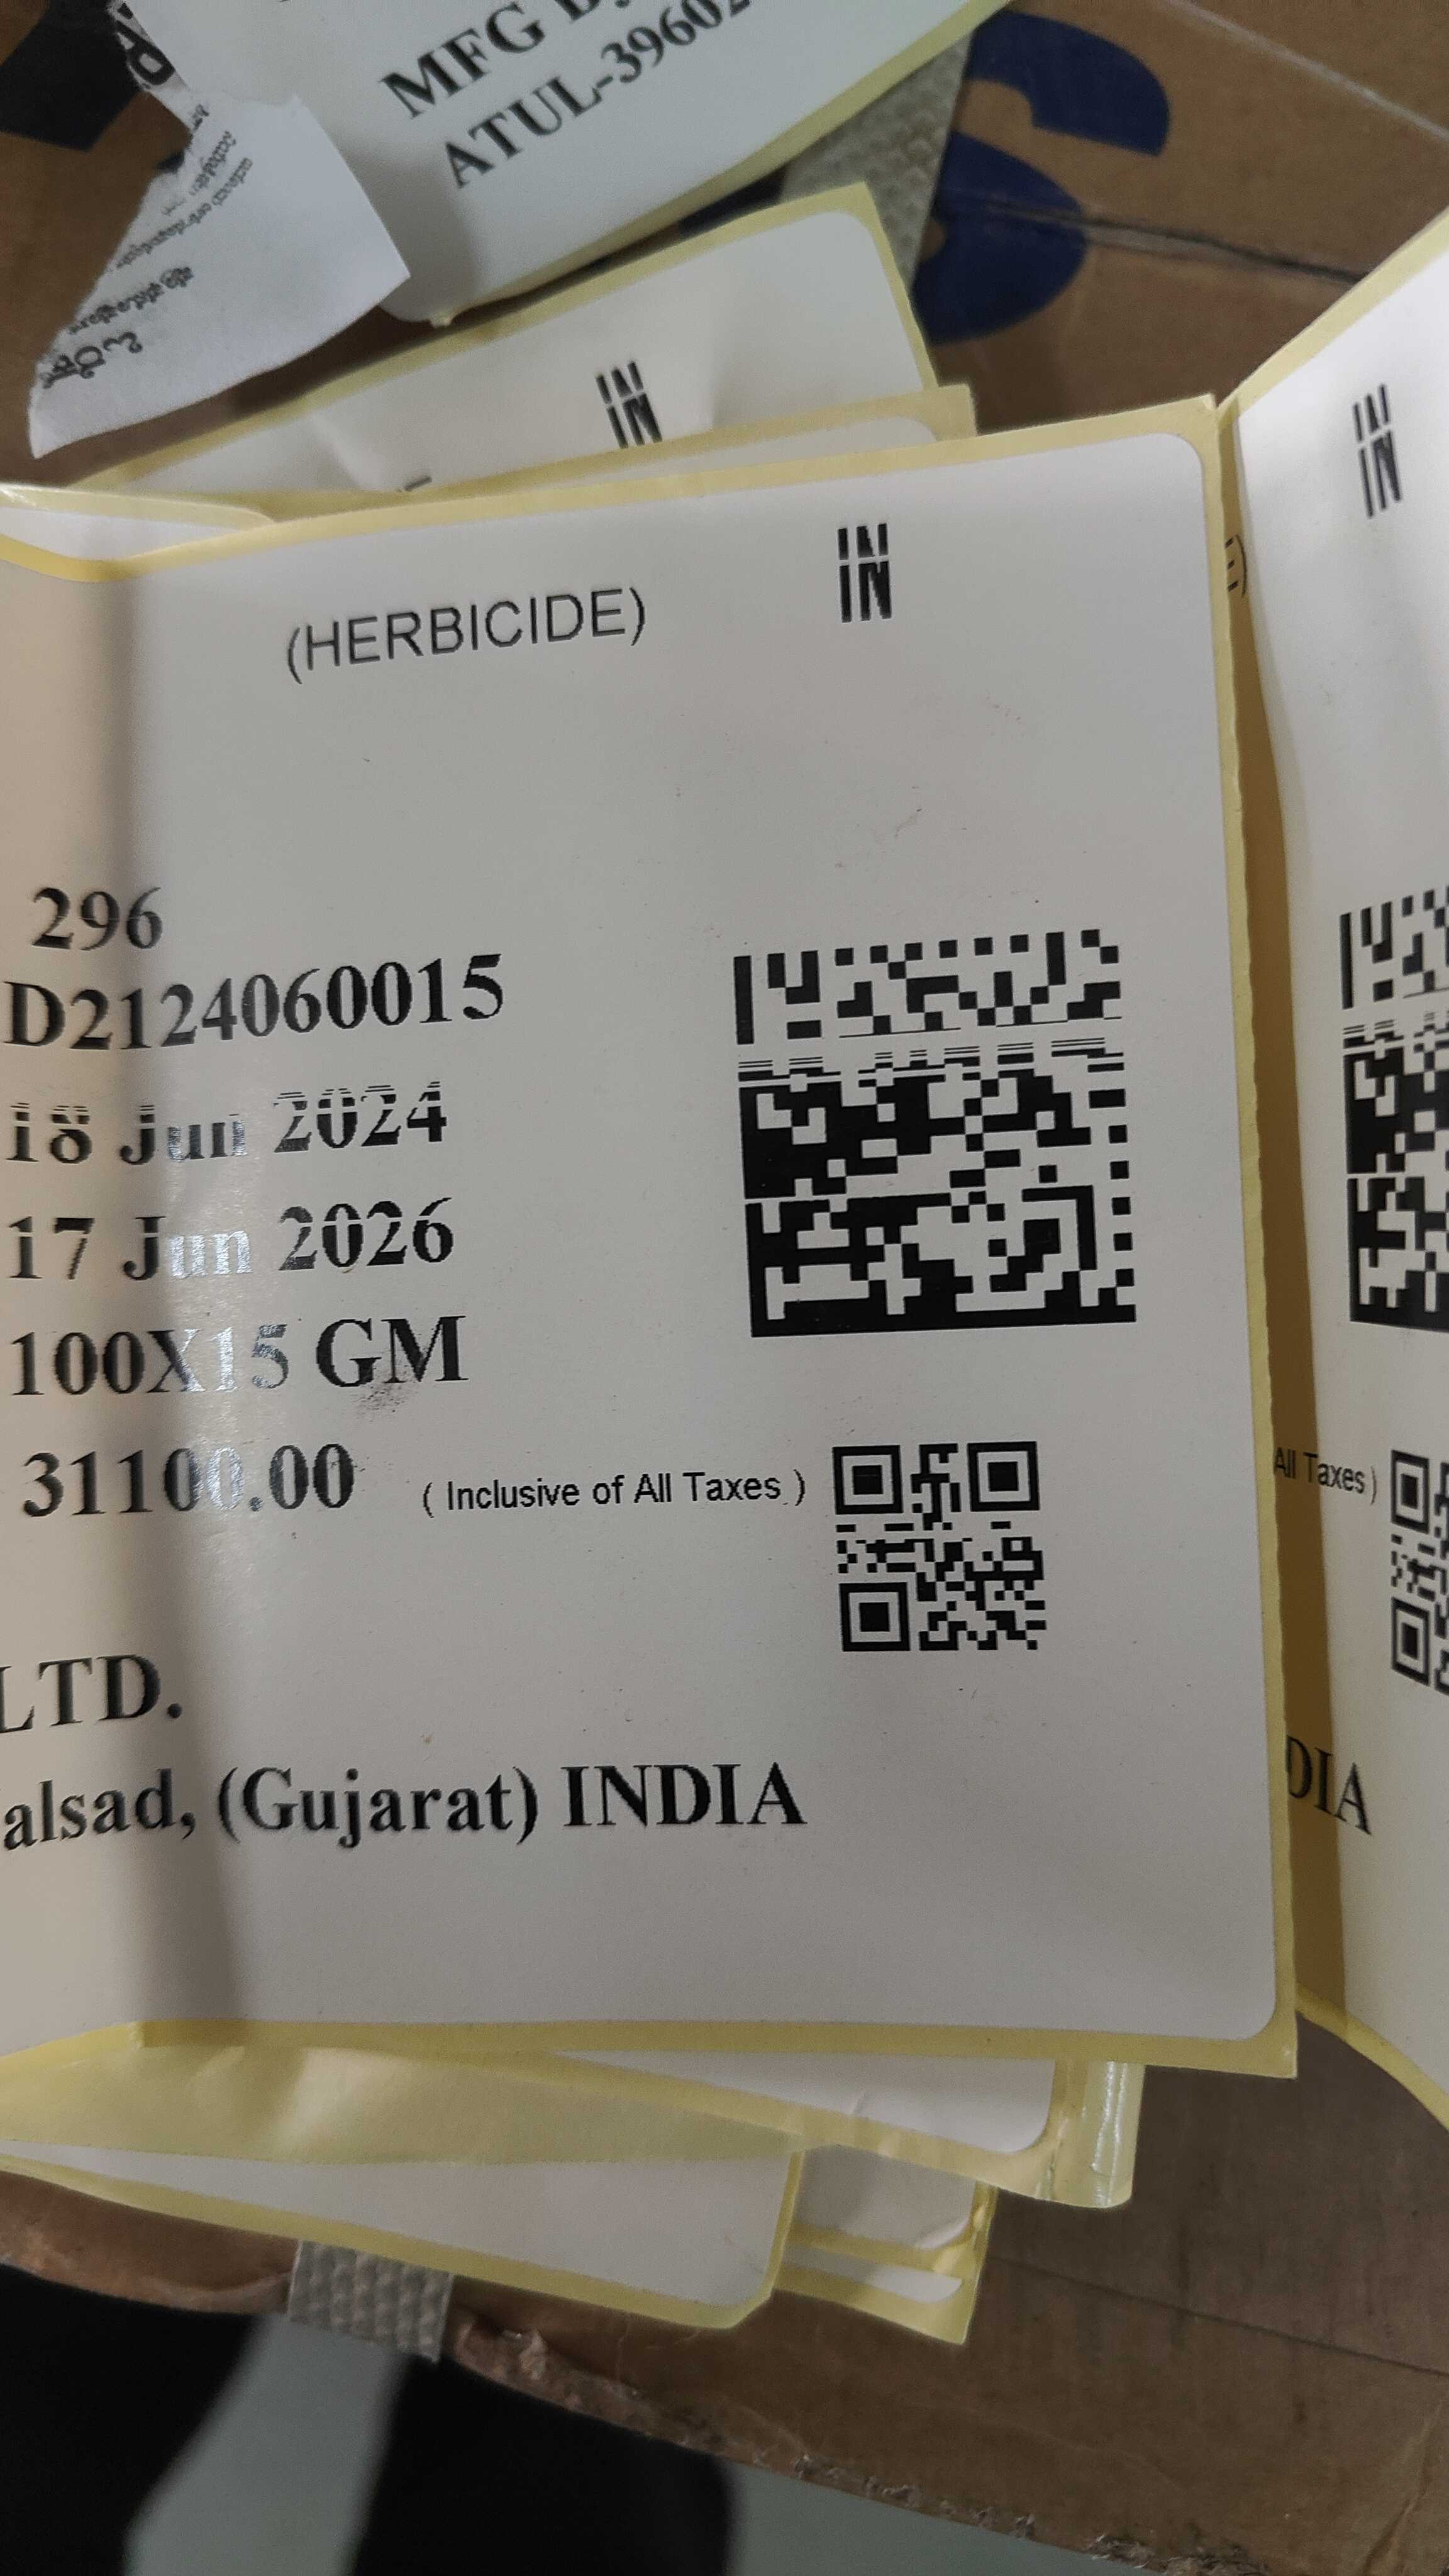 MFG
ATUL-3960
IN
IN
(HERBICIDE)
IN
296
D2124060015
18 Jun 2024
17 Jun 2026
100X15 GM
31100.00 ( Inclusive of All Taxes )
All Taxes )
LTD.
alsad, (Gujarat) INDIA
DIA